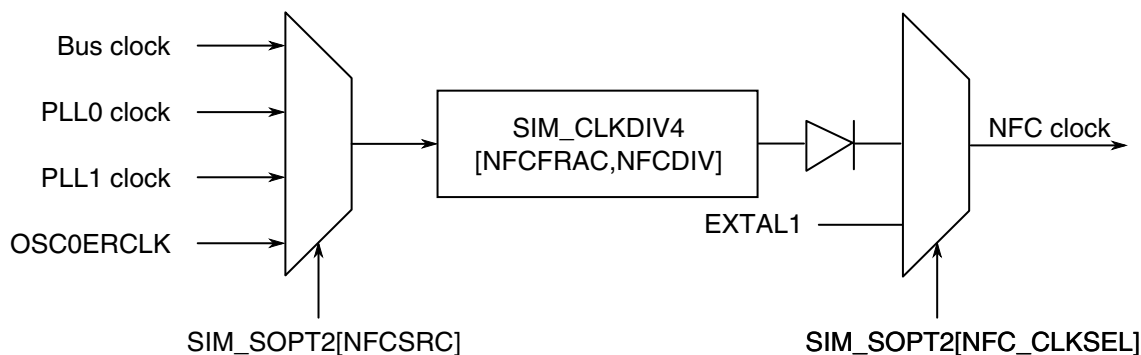 Bus clock
PLL0 clock
PLL1 clock
OSC0ERCLK
SIM_SOPT2[NFCSRC]
SIM_CLKDIV4
[NFCFRAC,NFCDIV]
EXTAL1
NFC clock
SIM_SOPT2[NFC_CLKSEL]